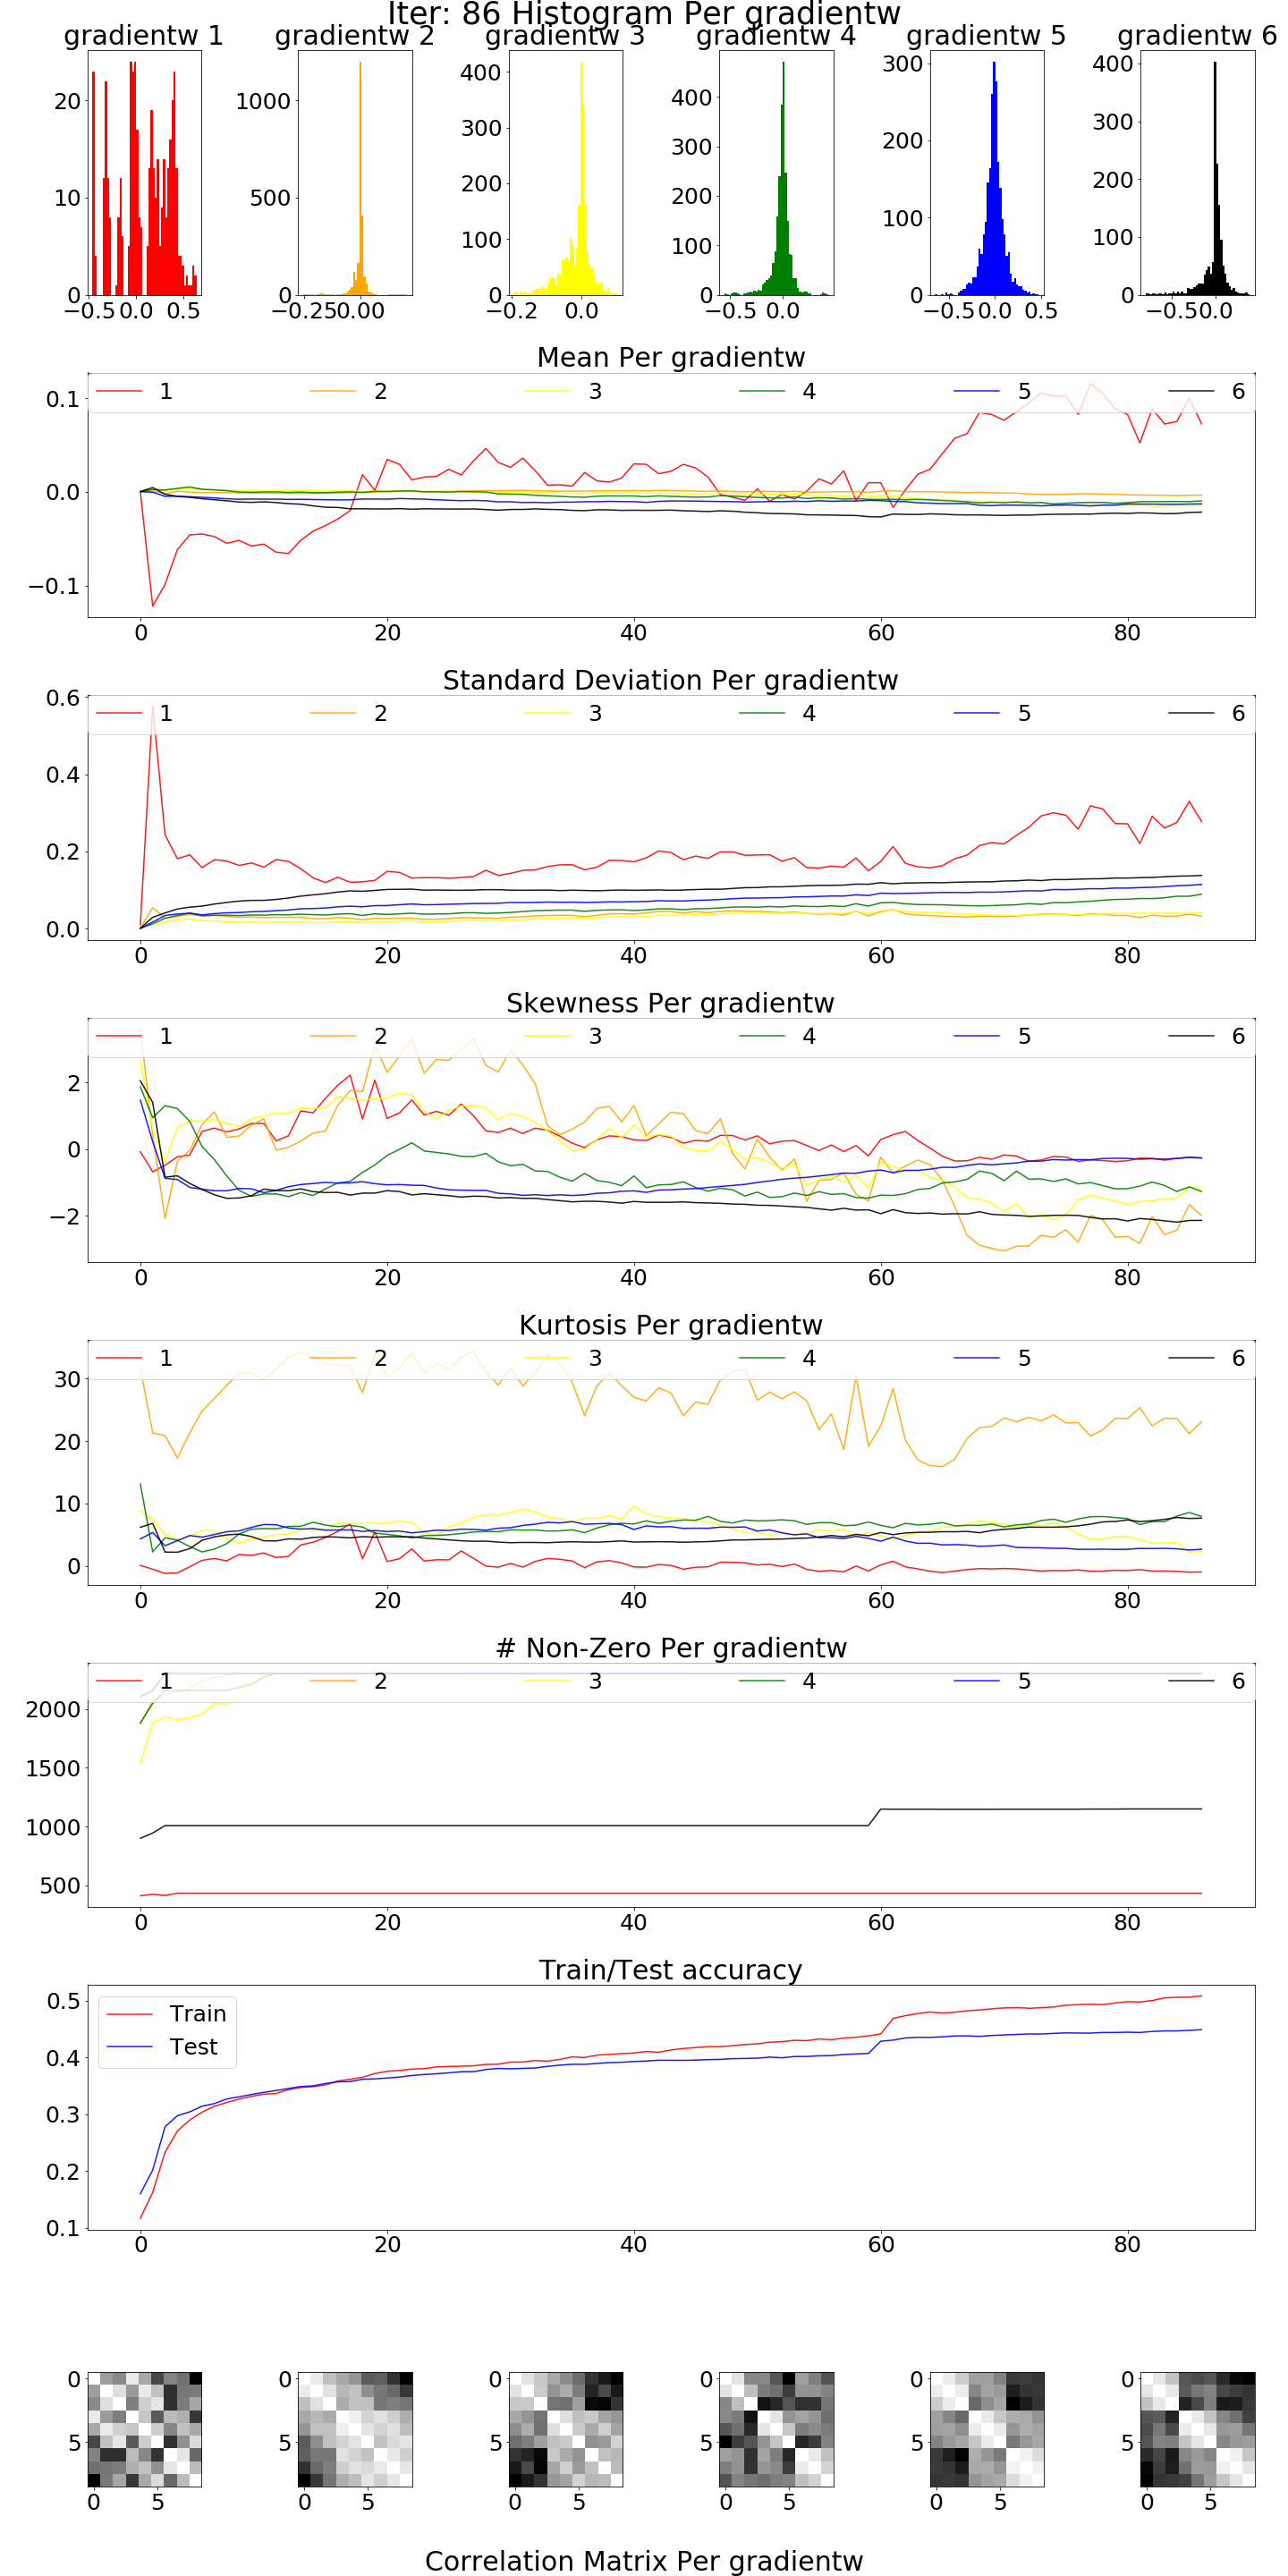 Iter: 86 Histogram Per gradientw
gradientw 1 gradientw 2 gradientw 3 gradientw 4 gradientw 5 gradientw 6
20 1000 400 400 300 400
10 500 300 300 200 300
0 0 200 200 100 200
100 100 0 100
0 0 0
−0.5 0.0 0.5 −0.25 0.00 −0.2 0.0 −0.5 0.0 −0.5 0.0 0.5 −0.5 0.0
Mean Per gradientw
1 2 3 4 5 6
0.1
0.0
−0.1
0 20 40 60 80
Standard Deviation Per gradientw
0.6
1 2 3 4 5 6
0.4
0.2
0.0
0 20 40 60 80
Skewness Per gradientw
1 2 3 4 5 6
2
0
−2
0 20 40 60 80
Kurtosis Per gradientw
1 2 3 4 5 6
30
20
10
0
0 20 40 60 80
# Non-Zero Per gradientw
1 2 3 4 5 6
2000
1500
1000
500
0 20 40 60 80
Train/Test accuracy
0.5
Train
Test
0.4
0.3
0.2
0.1
0 20 40 60 80
0 0 0 0 0 0
5 5 5 5 5 5
0 5 0 5 0 5 0 5 0 5 0 5
Correlation Matrix Per gradientw